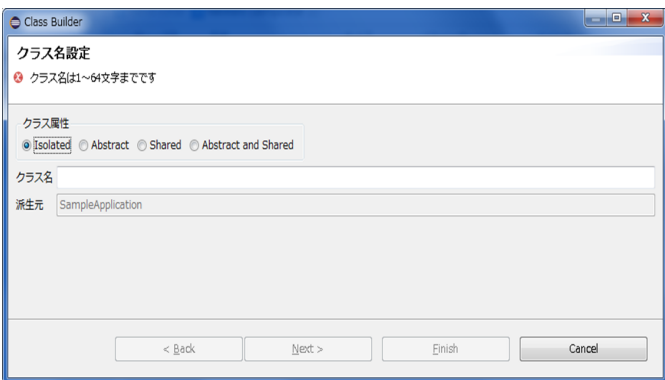 Class Builder
クラス名設定
クラス名は1～64文字までです
クラス属性
Isolated Abstract Shared Abstract and Shared
クラス名
派生元 SampleApplication
< Back Next > Finish Cancel